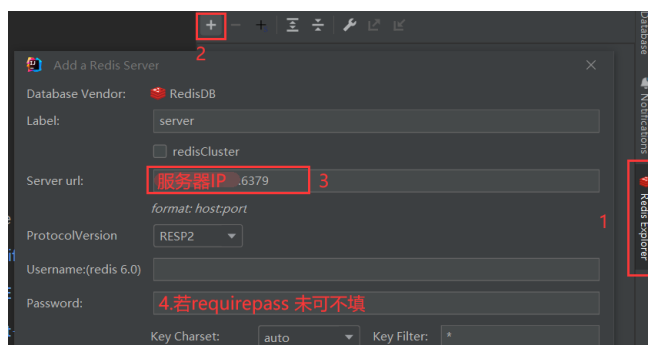 Database
2
Add a Redis Server
Database Vendor: RedisDB
Notifications
Label: server
redisCluster
Server url: 服务器IP :6379 3
format: host:port
1
Redis Explorer
ProtocolVersion RESP2
Username:(redis 6.0)
Password: 4.若requirepass 未可不填
Key Charset: auto Key Filter: *